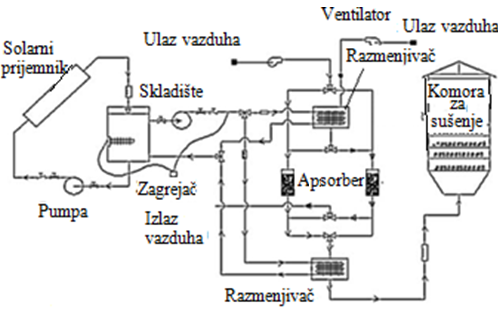 Ventilator
Ulaz vazduha
Ulaz vazduha
Razmenjivač
Solarni
prijemnik
Skladište
Komora
za
sušenje
Zagrejač
Apsorber
Pumpa
Izlaz
vazduha
Razmenjivač